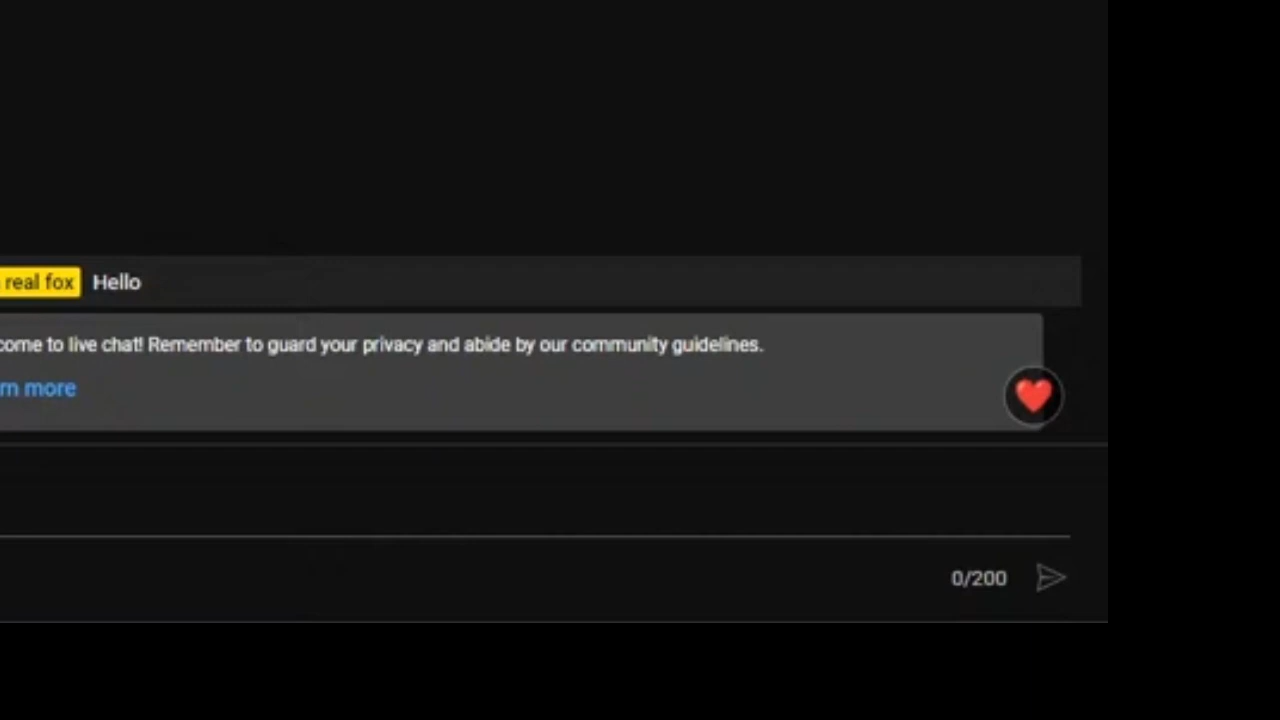 real fox Hello
come to live chat! Remember to guard your privacy and abide by our community guidelines.
rn more
0/200